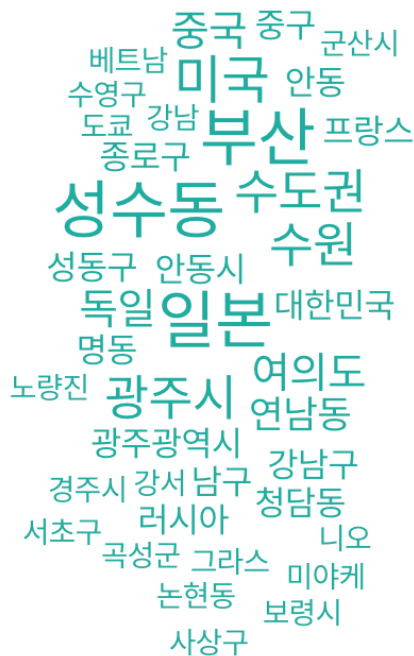 중국 중구
군산시
베트남 미국 안동
수영구
도쿄 강남 부산 프랑스
종로구
성수동 수도권
수원
성동구 안동시
독일 일본 대한민국
명동
노량진 광주시 여의도
연남동
광주광역시
강남구
경주시 강서 남구
청담동
서초구 러시아 니오
곡성군 그라스
미야케
논현동
보령시
사상구